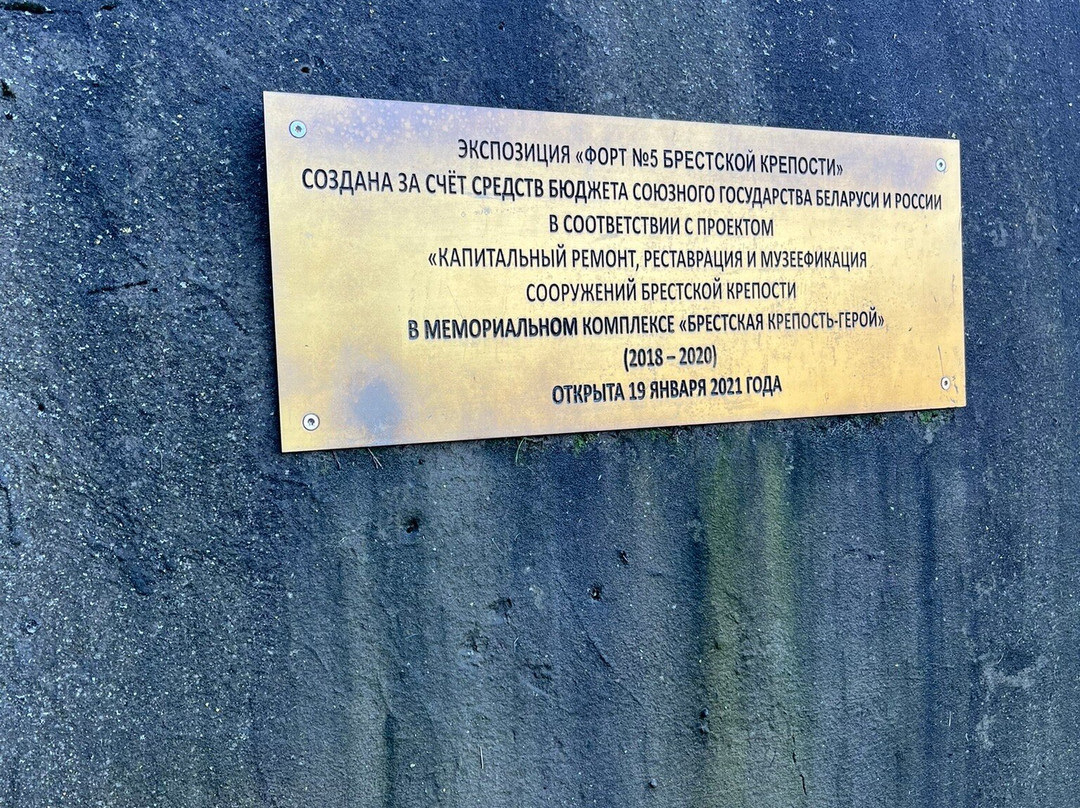 ЭКСПОЗИЦИЯ «ФОРТ №5 БРЕСТСКОЙ КРЕПОСТИ»
СОЗДАНА ЗА СЧЁТ СРЕДСТВ БЮДЖЕТА СОЮЗНОГО ГОСУДАРСТВА БЕЛАРУСИ И РОССИИ
В СООТВЕТСТВИИ С ПРОЕКТОМ
«КАПИТАЛЬНЫЙ РЕМОНТ, РЕСТАВРАЦИЯ И МУЗЕЕФИКАЦИЯ
СООРУЖЕНИЙ БРЕСТСКОЙ КРЕПОСТИ
В МЕМОРИАЛЬНОМ КОМПЛЕКСЕ «БРЕСТСКАЯ КРЕПОСТЬ-ГЕРОЙ»
(2018 – 2020)
ОТКРЫТА 19 ЯНВАРЯ 2021 ГОДА